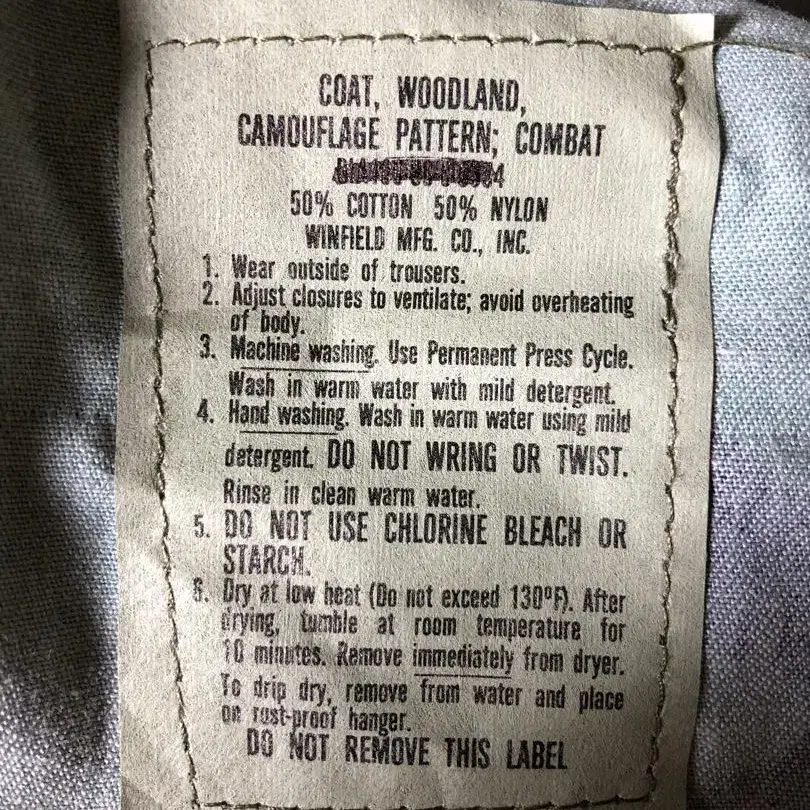 COAT, WOODLAND,
CAMOUFLAGE PATTERN; COMBAT
50% COTTON 50% NYLON
WINFIELD MFG. CO., INC.
1. Wear outside of trousers.
2. Adjust closures to ventilate; avoid overheating
of body.
3. Machine washing. Use Permanent Press Cycle.
Wash in warm water with mild detergent.
4. Hand washing. Wash in warm water using mild
detergent. DO NOT WRING OR TWIST.
Rinse in clean warm water.
5. DO NOT USE CHLORINE BLEACH OR
STARCH.
6. Dry at low heat (Do not exceed 130ºF). After
drying, tumble at room temperature for
10 minutes. Remove immediately from dryer.
To drip dry, remove from water and place
on rust-proof hanger.
DO NOT REMOVE THIS LABEL